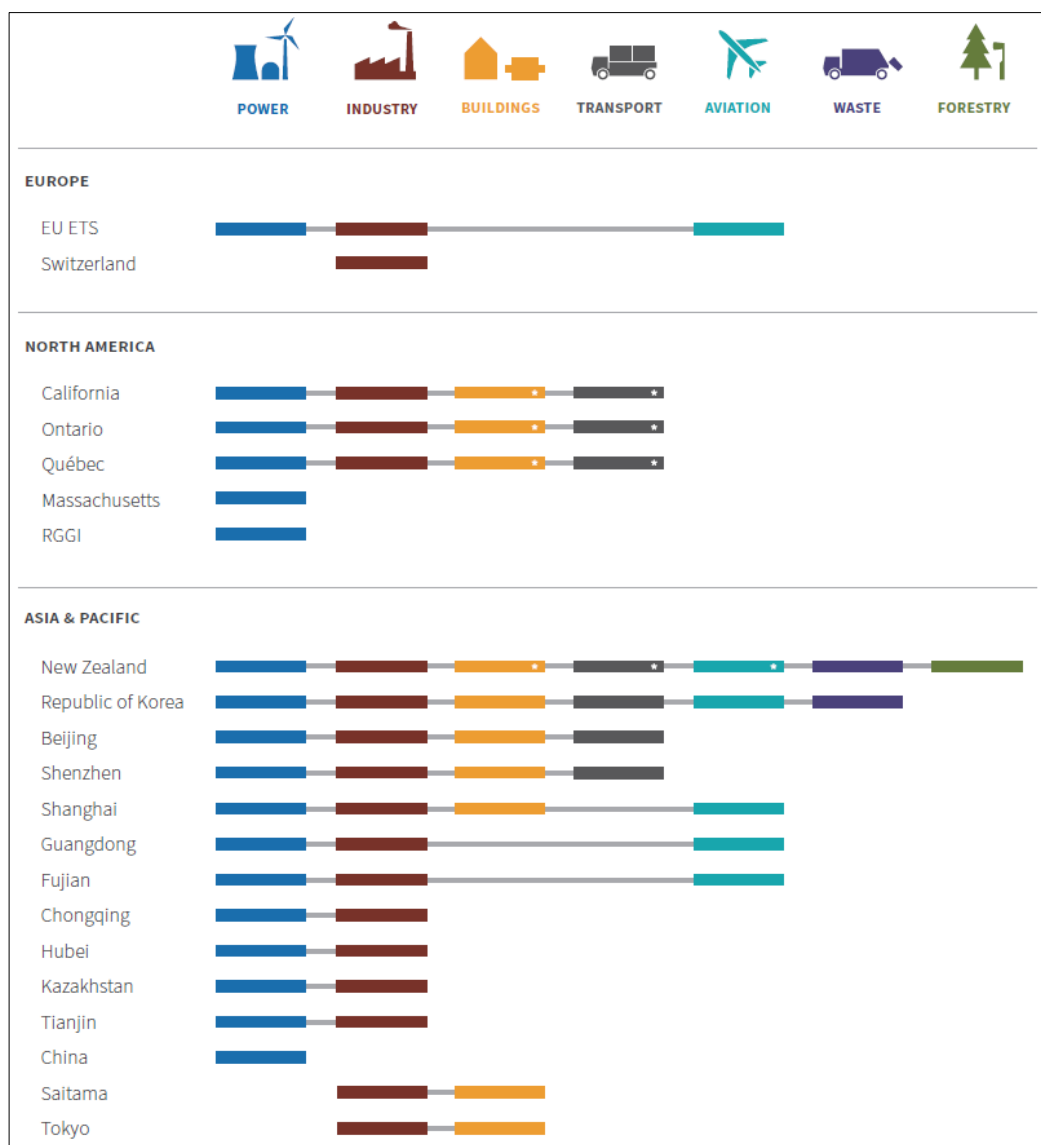 POWER INDUSTRY BUILDINGS TRANSPORT AVIATION WASTE FORESTRY
EUROPE
EU ETS
Switzerland
NORTH AMERICA
California
Ontario
Québec
Massachusetts
RGGI
ASIA & PACIFIC
New Zealand
Republic of Korea
Beijing
Shenzhen
Shanghai
Guangdong
Fujian
Chongqing
Hubei
Kazakhstan
Tianjin
China
Saitama
Tokyo